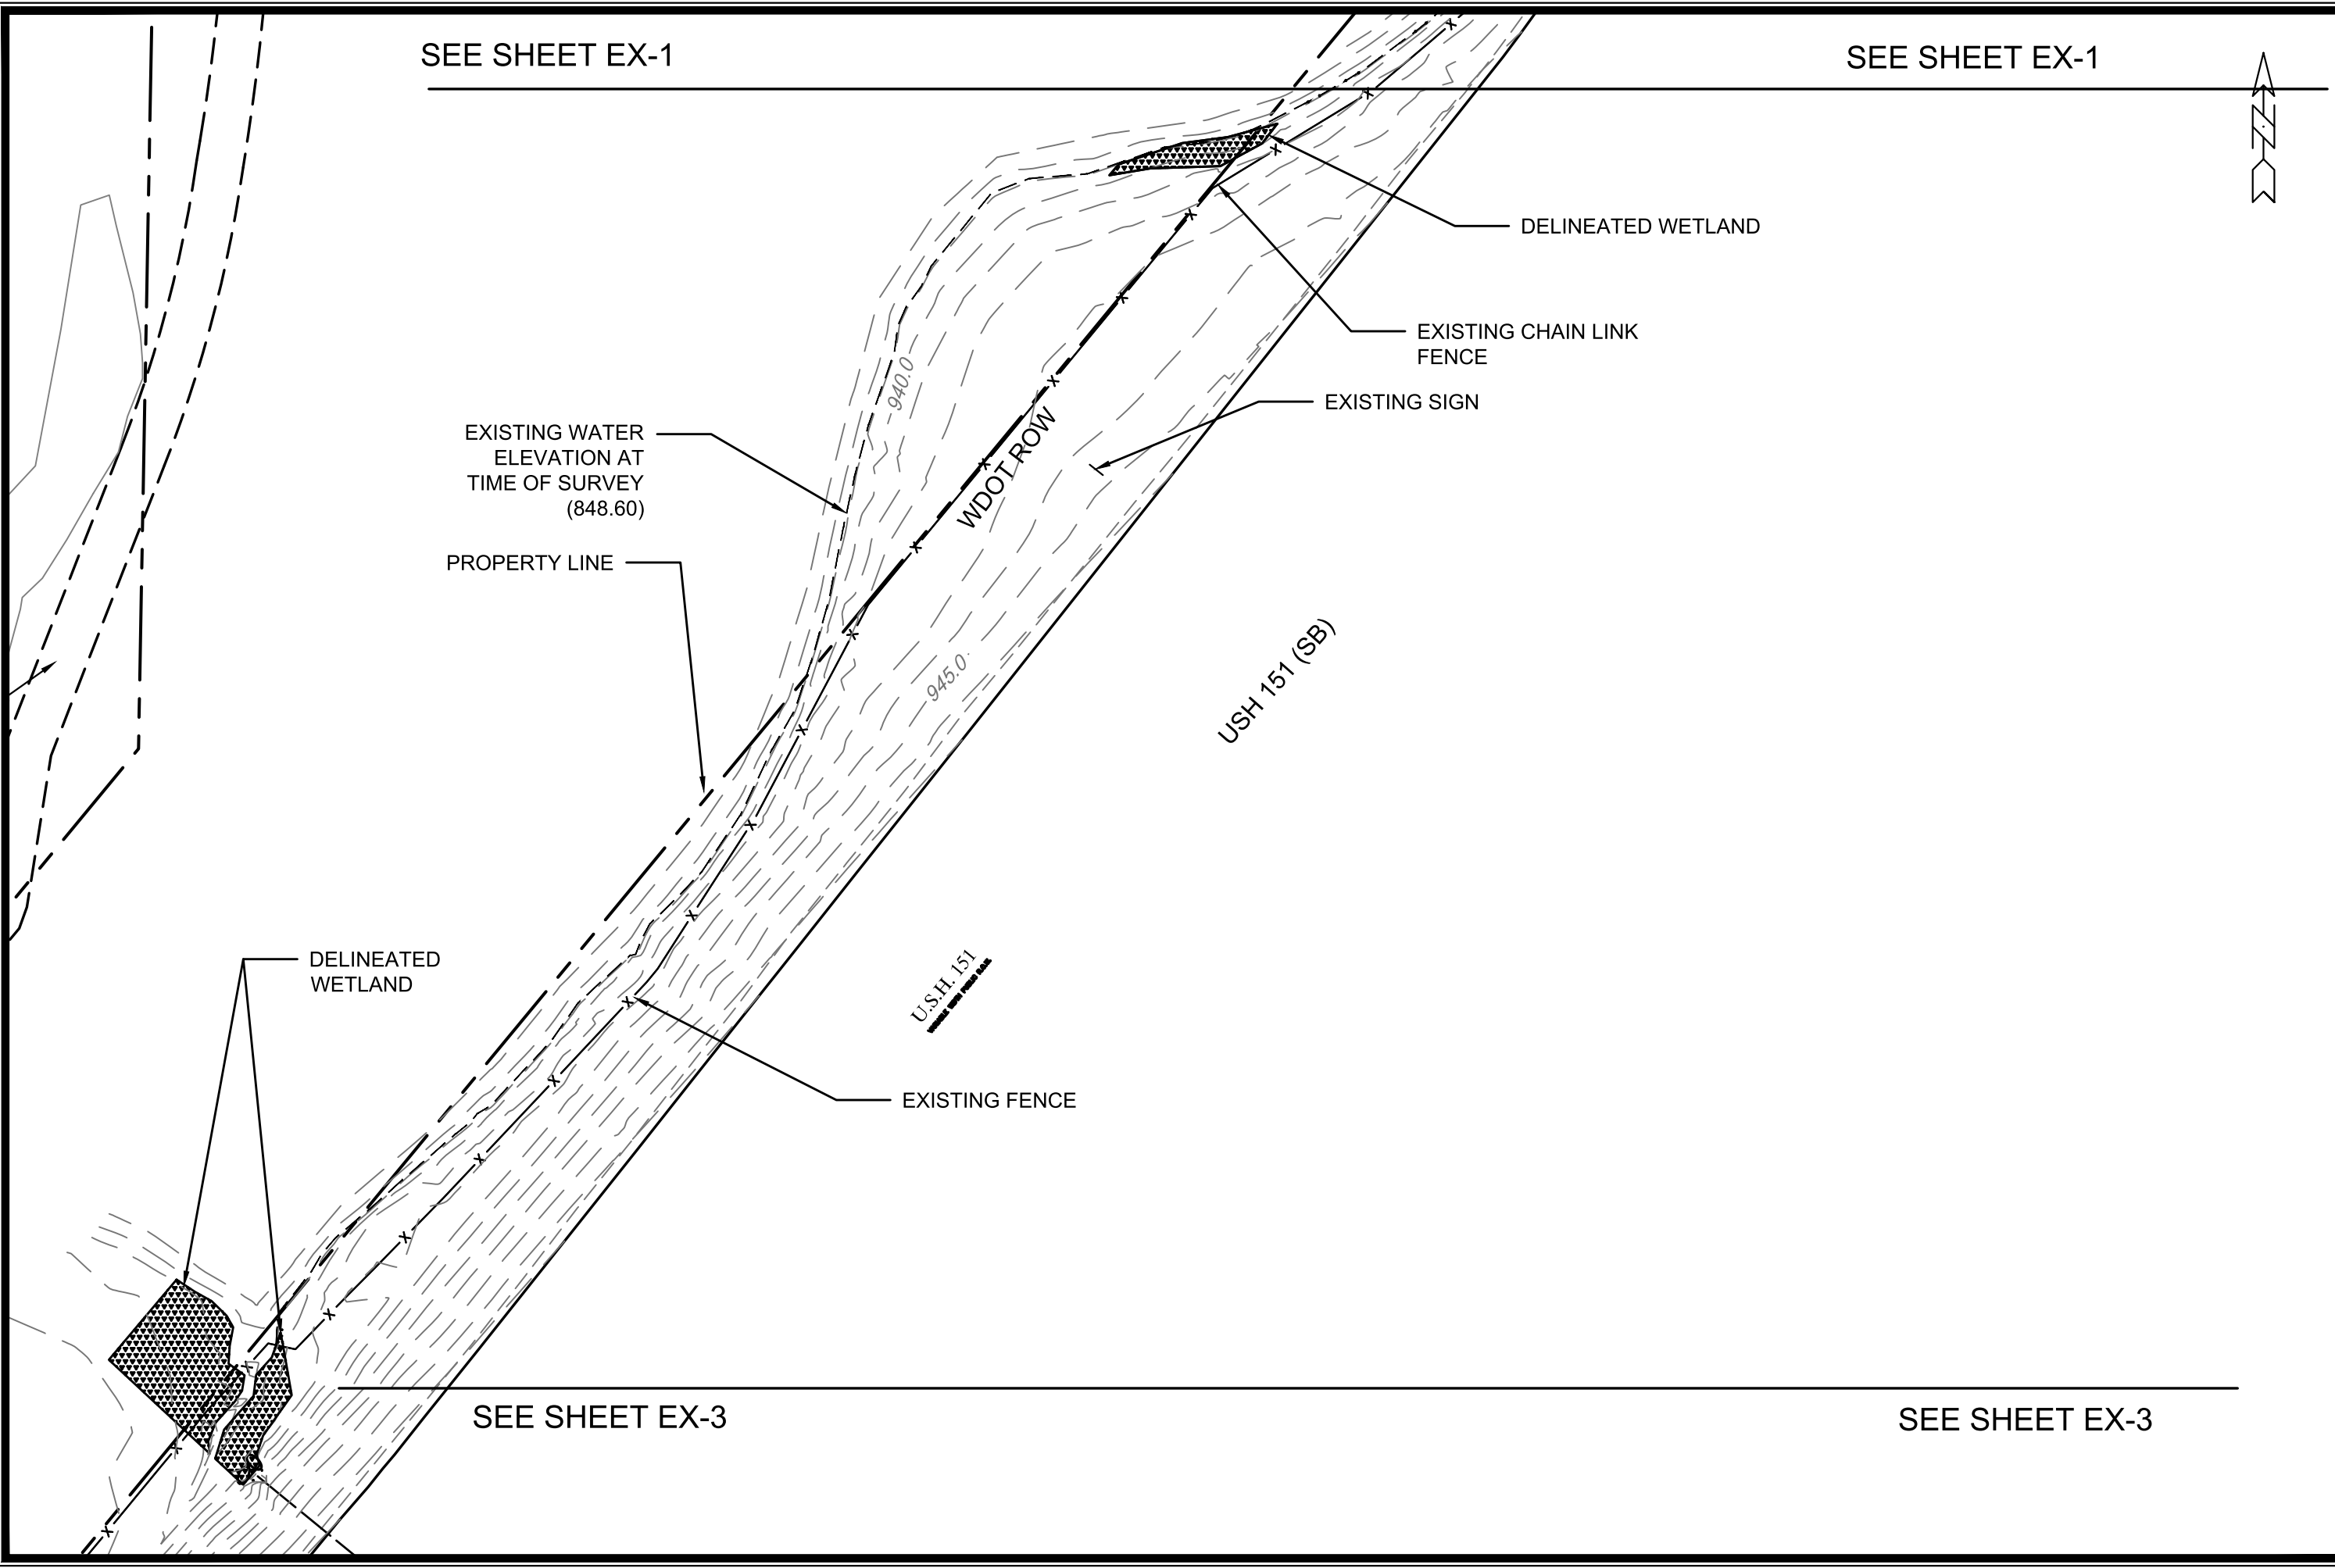 SEE SHEET EX-1
SEE SHEET EX-1
DELINEATED WETLAND
EXISTING CHAIN LINK
FENCE
EXISTING SIGN
940.0
WDOT ROW
EXISTING WATER
ELEVATION AT
TIME OF SURVEY
(848.60)
PROPERTY LINE
945.0
USH 151 (SB)
DELINEATED
WETLAND
U.S.H. 151
EXISTING FENCE
SEE SHEET EX-3
SEE SHEET EX-3